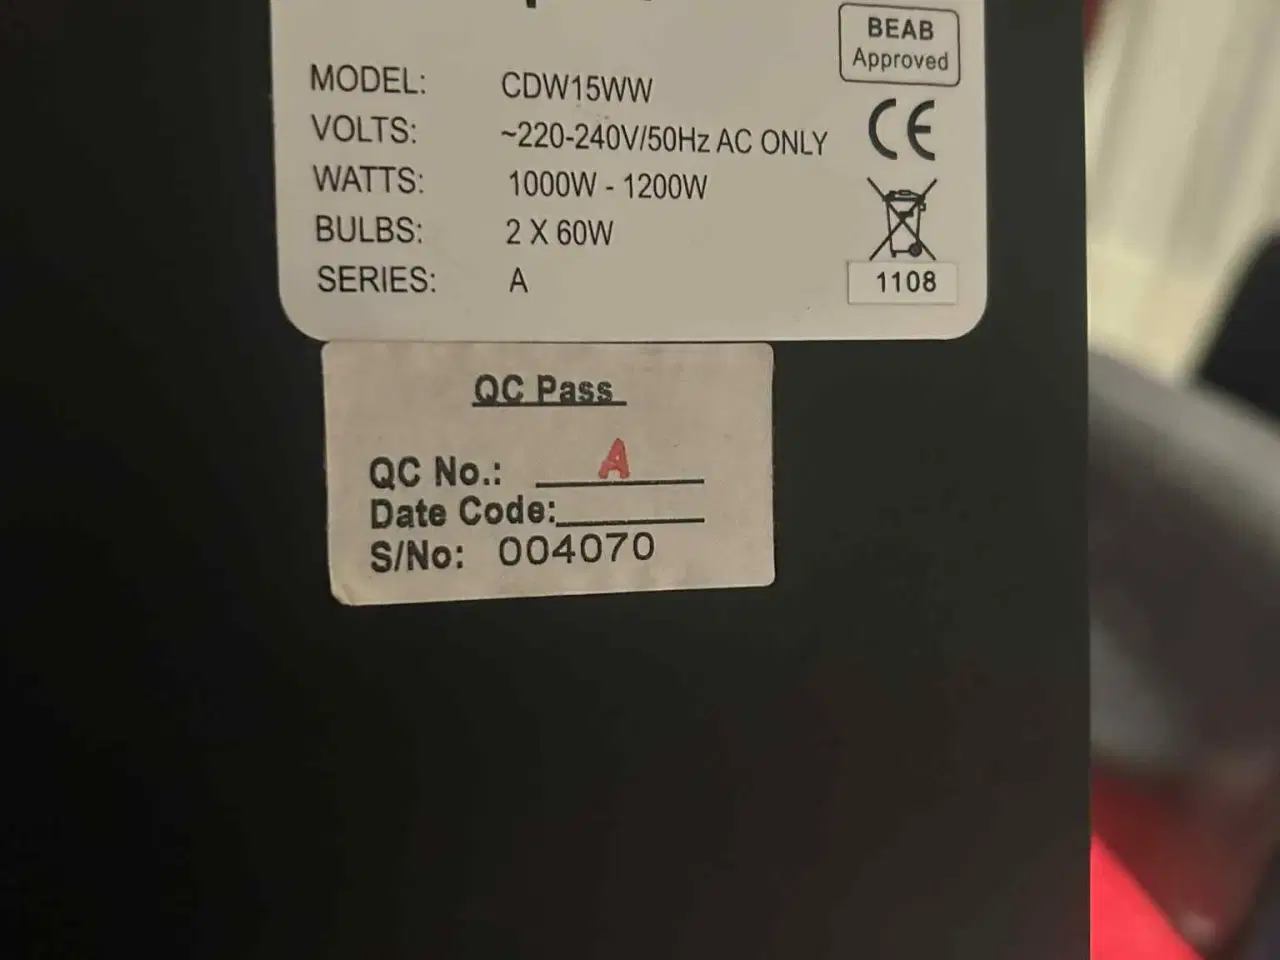 BEAB
Approved
MODEL: CDW15WW
VOLTS: ~220-240V/50Hz AC ONLY
CE
WATTS: 1000W - 1200W
BULBS: 2 X 60W
SERIES: A
1108
QC Pass
QC No.: A
Date Code:
S/No: 004070